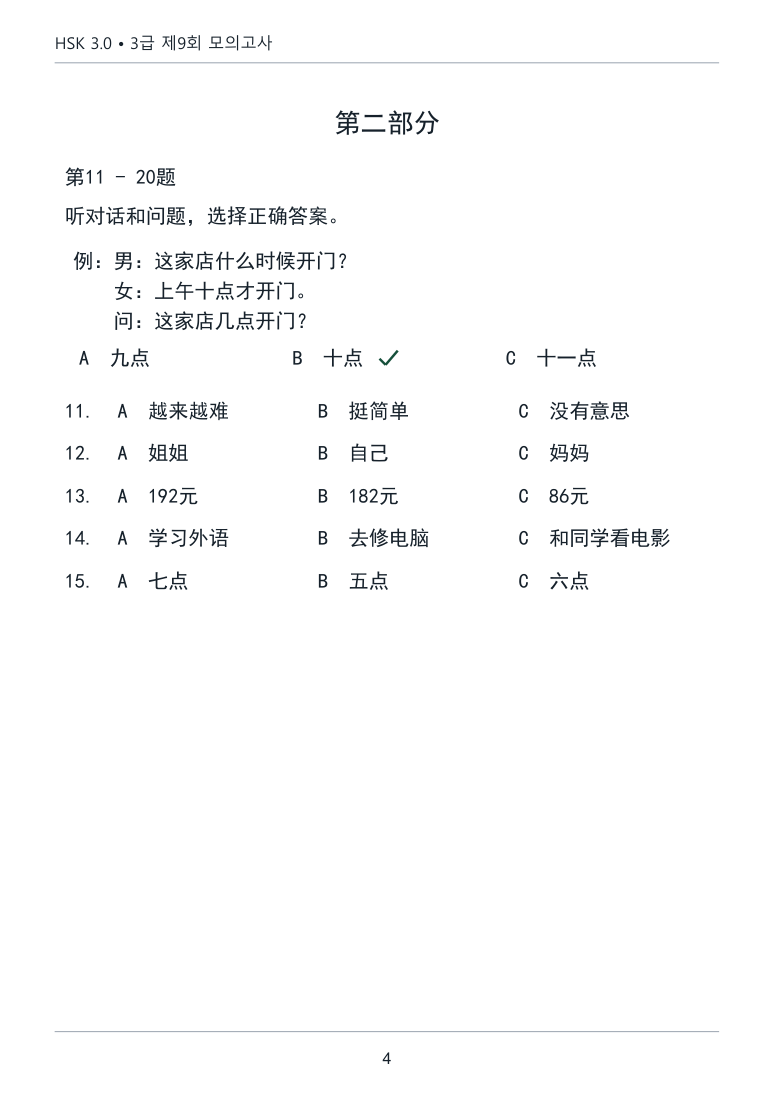 HSK 3.0 • 3급 제9회 모의고사
第二部分
第11 - 20题
听对话和问题，选择正确答案。
例：男：这家店什么时候开门？
女：上午十点才开门。
问：这家店几点开门？
A 九点 B 十点 ✓ C 十一点
11. A 越来越难 B 挺简单 C 没有意思
12. A 姐姐 B 自己 C 妈妈
13. A 192元 B 182元 C 86元
14. A 学习外语 B 去修电脑 C 和同学看电影
15. A 七点 B 五点 C 六点
4